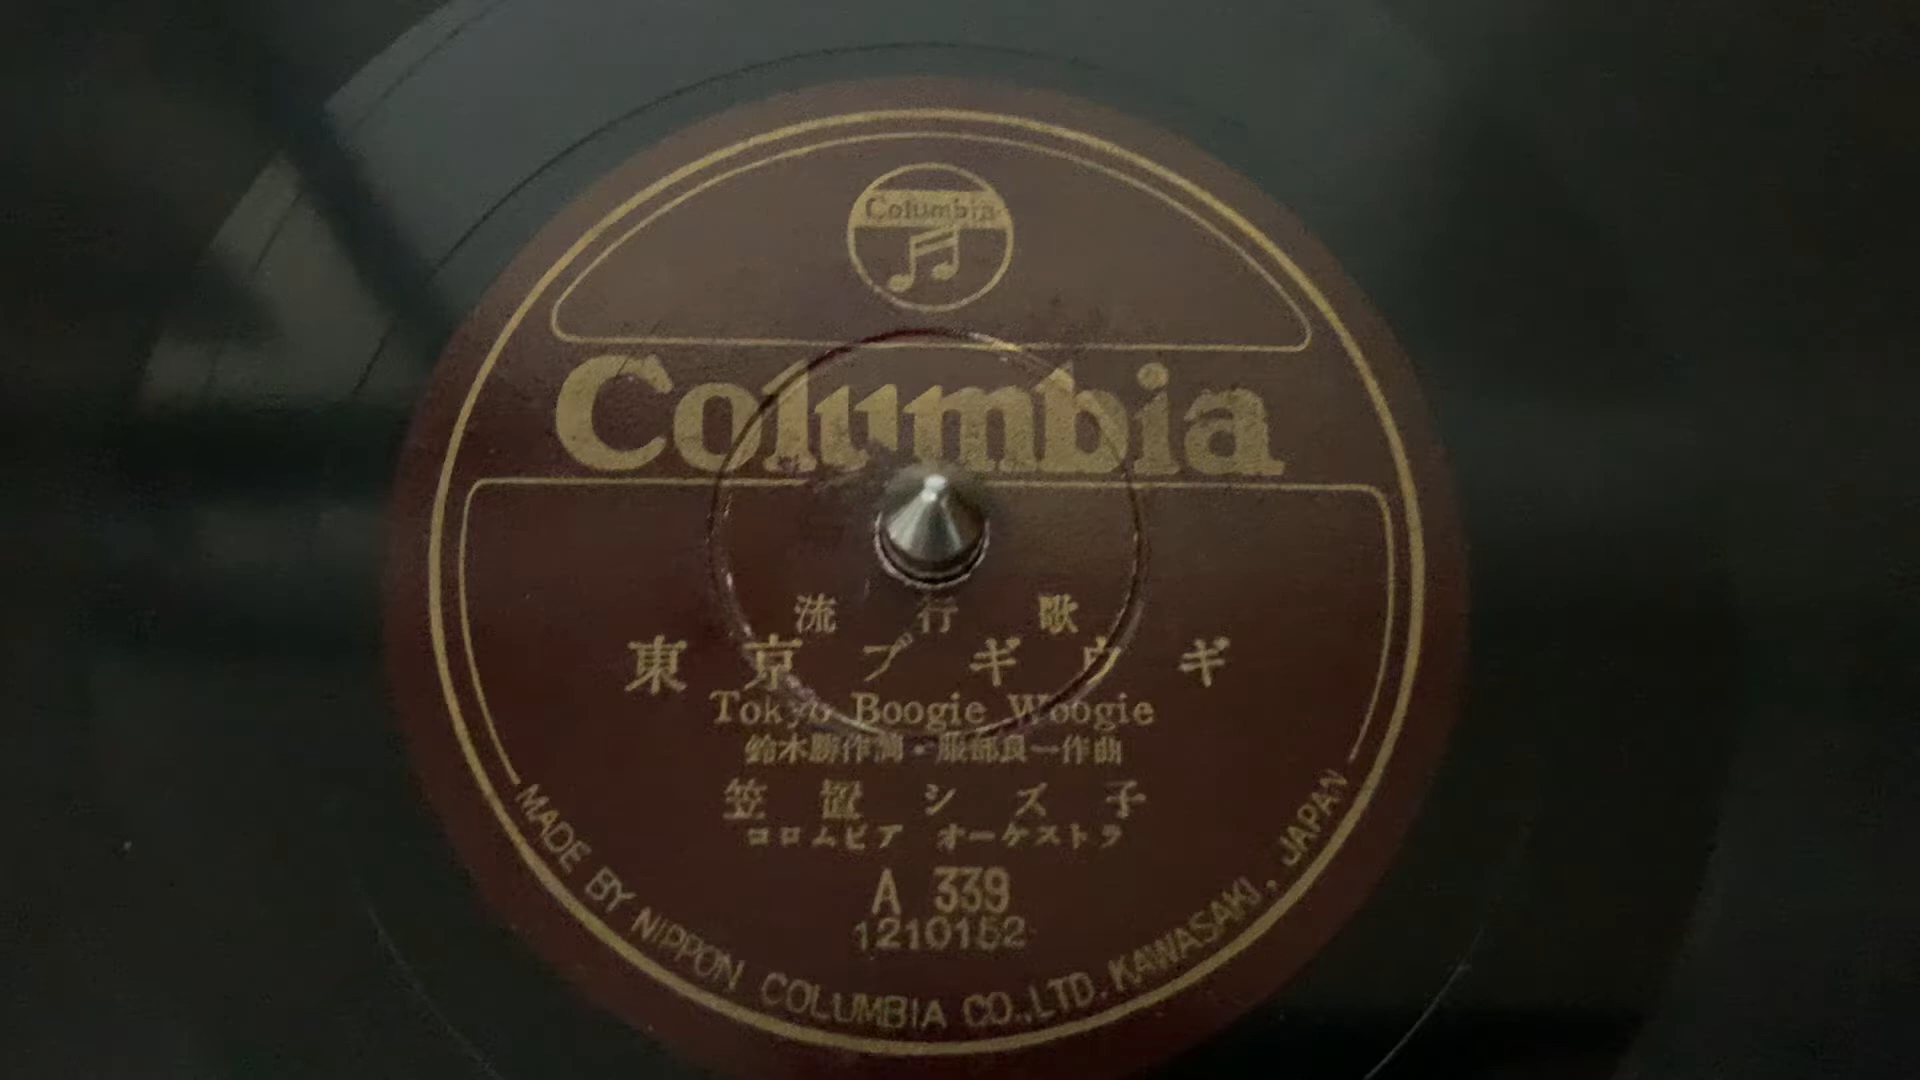 Columbia
Columbia
流行歌
東京ブギウギ
Tokyo Boogie Woogie
鈴木勝作詞・服部良一作曲
笠置シズ子
コロムビア オーケストラ
A 339
1210152
MADE BY NIPPON COLUMBIA CO., LTD. KAWASAKI, JAPAN